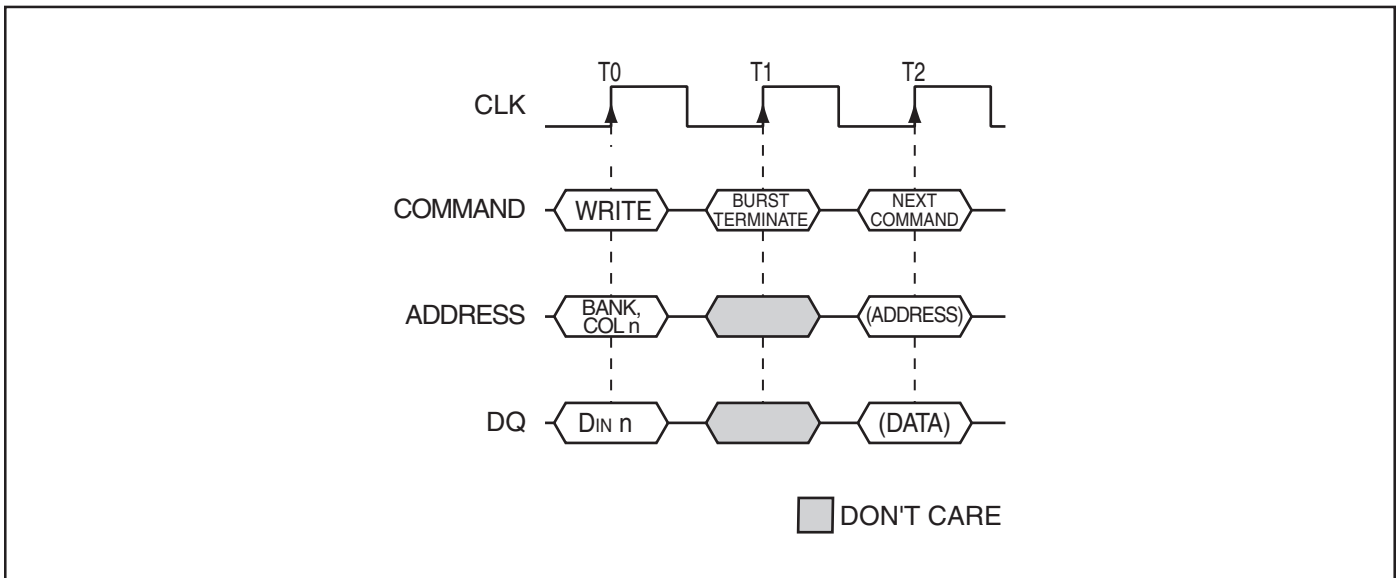 T0 T1 T2
CLK
COMMAND WRITE BURST TERMINATE NEXT COMMAND
ADDRESS BANK, COL n (ADDRESS)
DQ DIN n (DATA)
DON'T CARE